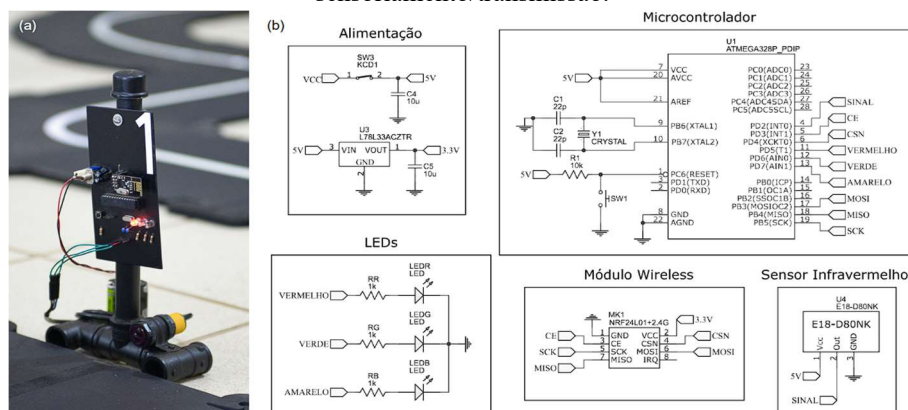 (a)
1
(b)
Alimentação
SW3
KCD1
VCC
1
2
5V
C4
10u
U3
L78L33ACZTR
5V
3
VIN
VOUT
1
3.3V
GND
2
C5
10u
Microcontrolador
U1
ATMEGA328P_PDIP
5V
7
VCC
20
AVCC
21
AREF
C1
22p
9
PB6(XTAL1)
C2
22p
Y1
CRYSTAL
10
PB7(XTAL2)
R1
10k
5V
1
PC6(RESET)
3
PD1(TXD)
2
PD0(RXD)
SW1
8
GND
22
AGND
PC0(ADC0)
23
PC1(ADC1)
24
PC2(ADC2)
25
PC3(ADC3)
26
PC4(ADC4SDA)
27
PC5(ADC5SCL)
28
PD2(INT0)
4
SINAL
PD3(INT1)
5
CE
PD4(XCKT0)
6
CSN
PD5(T1)
11
VERMELHO
PD6(AIN0)
12
VERDE
PD7(AIN1)
13
AMARELO
PB0(ICP)
14
PB1(OC1A)
15
PB2(SSOC1B)
16
PB3(MOSIOC2)
17
MOSI
PB4(MISO)
18
MISO
PB5(SCK)
19
SCK
LEDs
VERMELHO
RR
1k
LEDR
LED
VERDE
RG
1k
LEDG
LED
AMARELO
RB
1k
LEDB
LED
Módulo Wireless
MK1
NRF24L01+2.4G
1
GND
VCC
2
3.3V
CE
3
CE
CSN
4
CSN
SCK
5
SCK
MOSI
6
MOSI
MISO
7
MISO
IRQ
8
Sensor Infravermelho
U4
E18-D80NK
E18-D80NK
Vcc
Out
GND
1
2
3
5V
SINAL